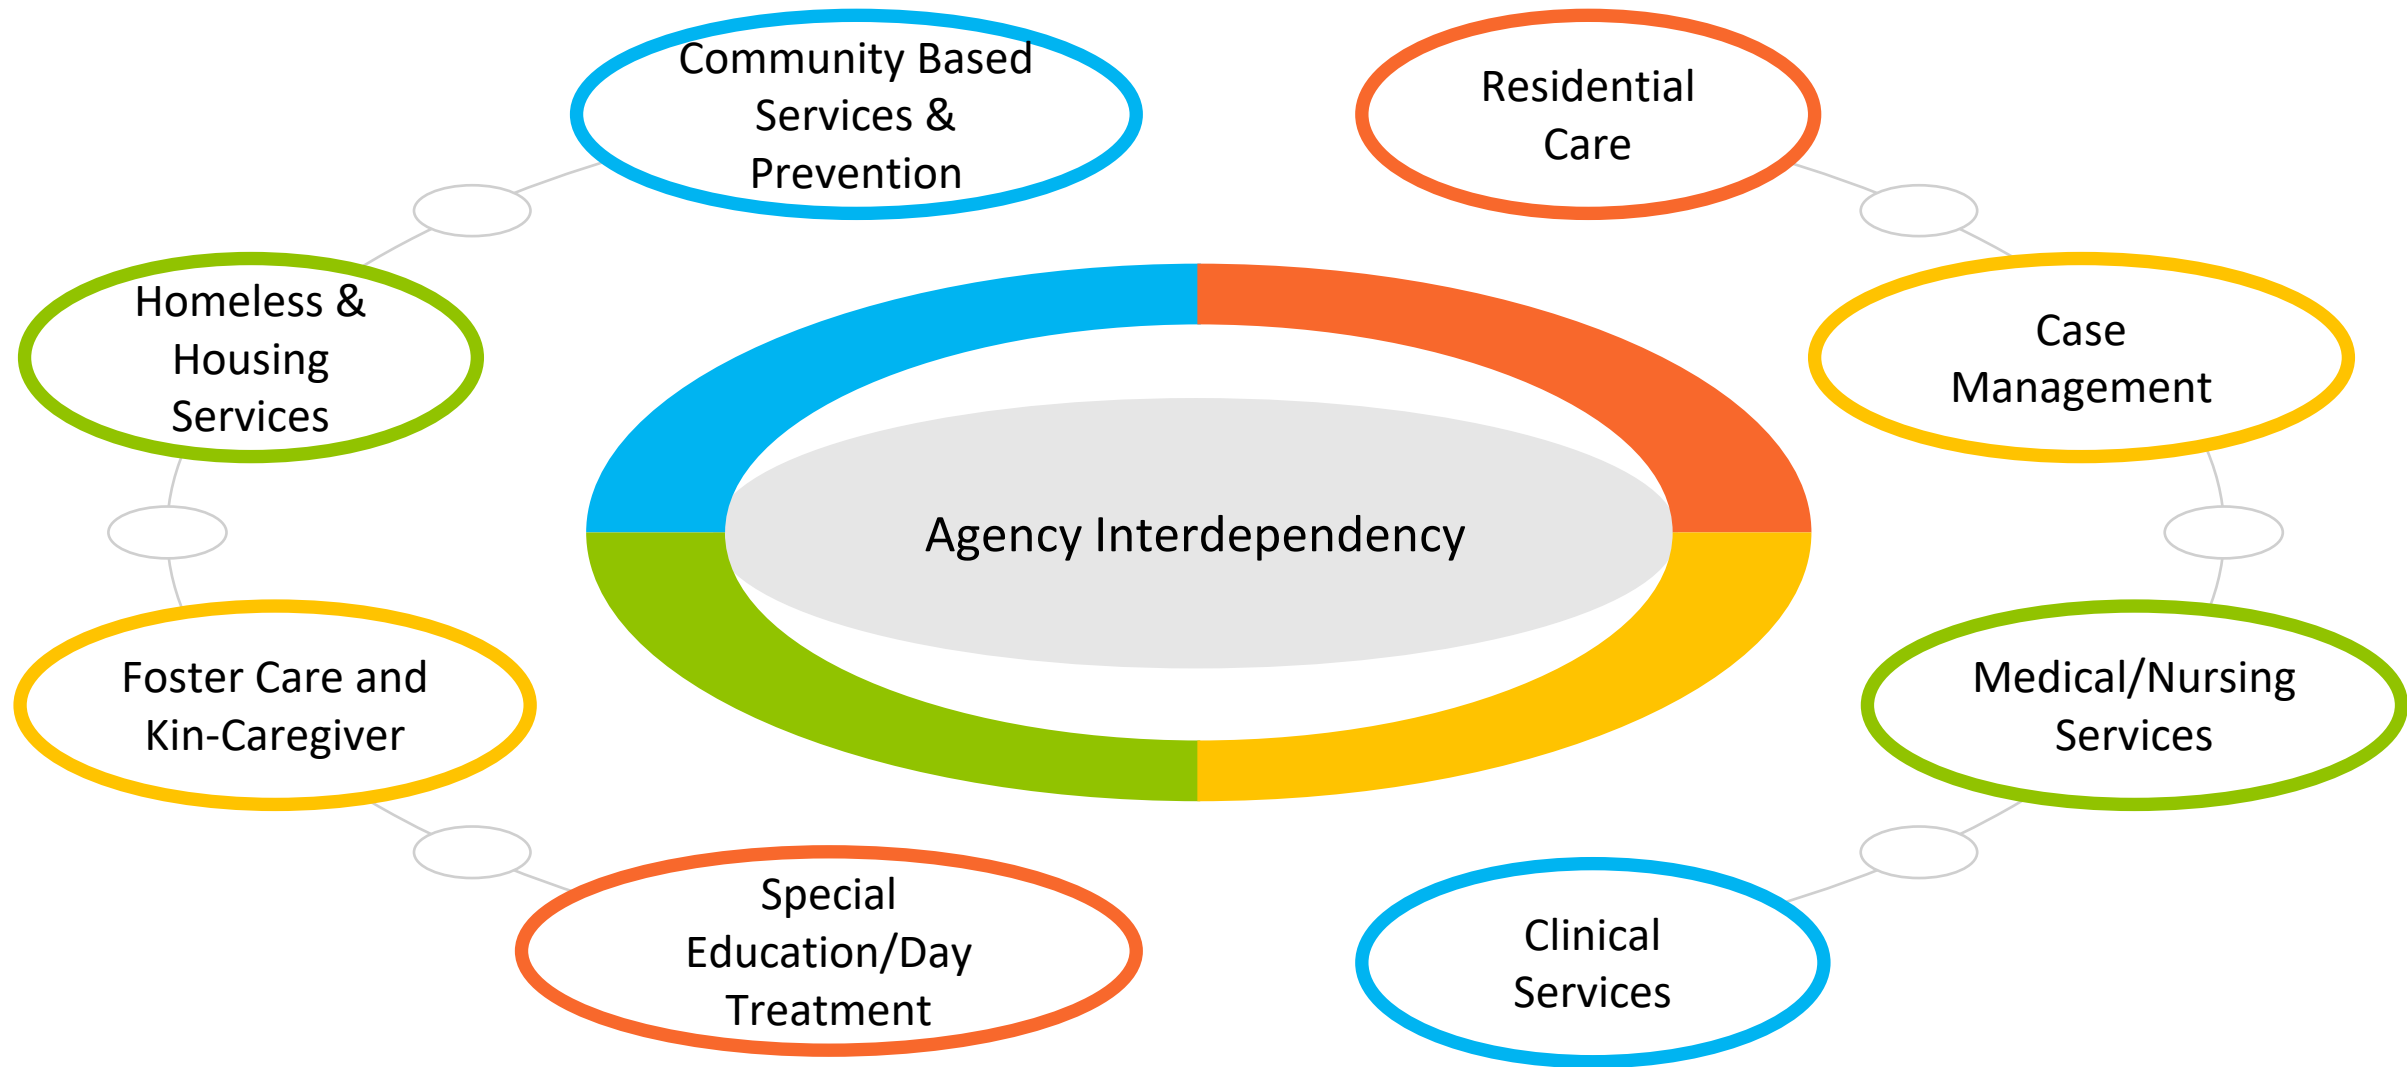 Community Based
Services &
Prevention
Residential
Care
Homeless &
Housing
Services
Case
Management
Agency Interdependency
Foster Care and
Kin-Caregiver
Medical/Nursing
Services
Special
Education/Day
Treatment
Clinical
Services